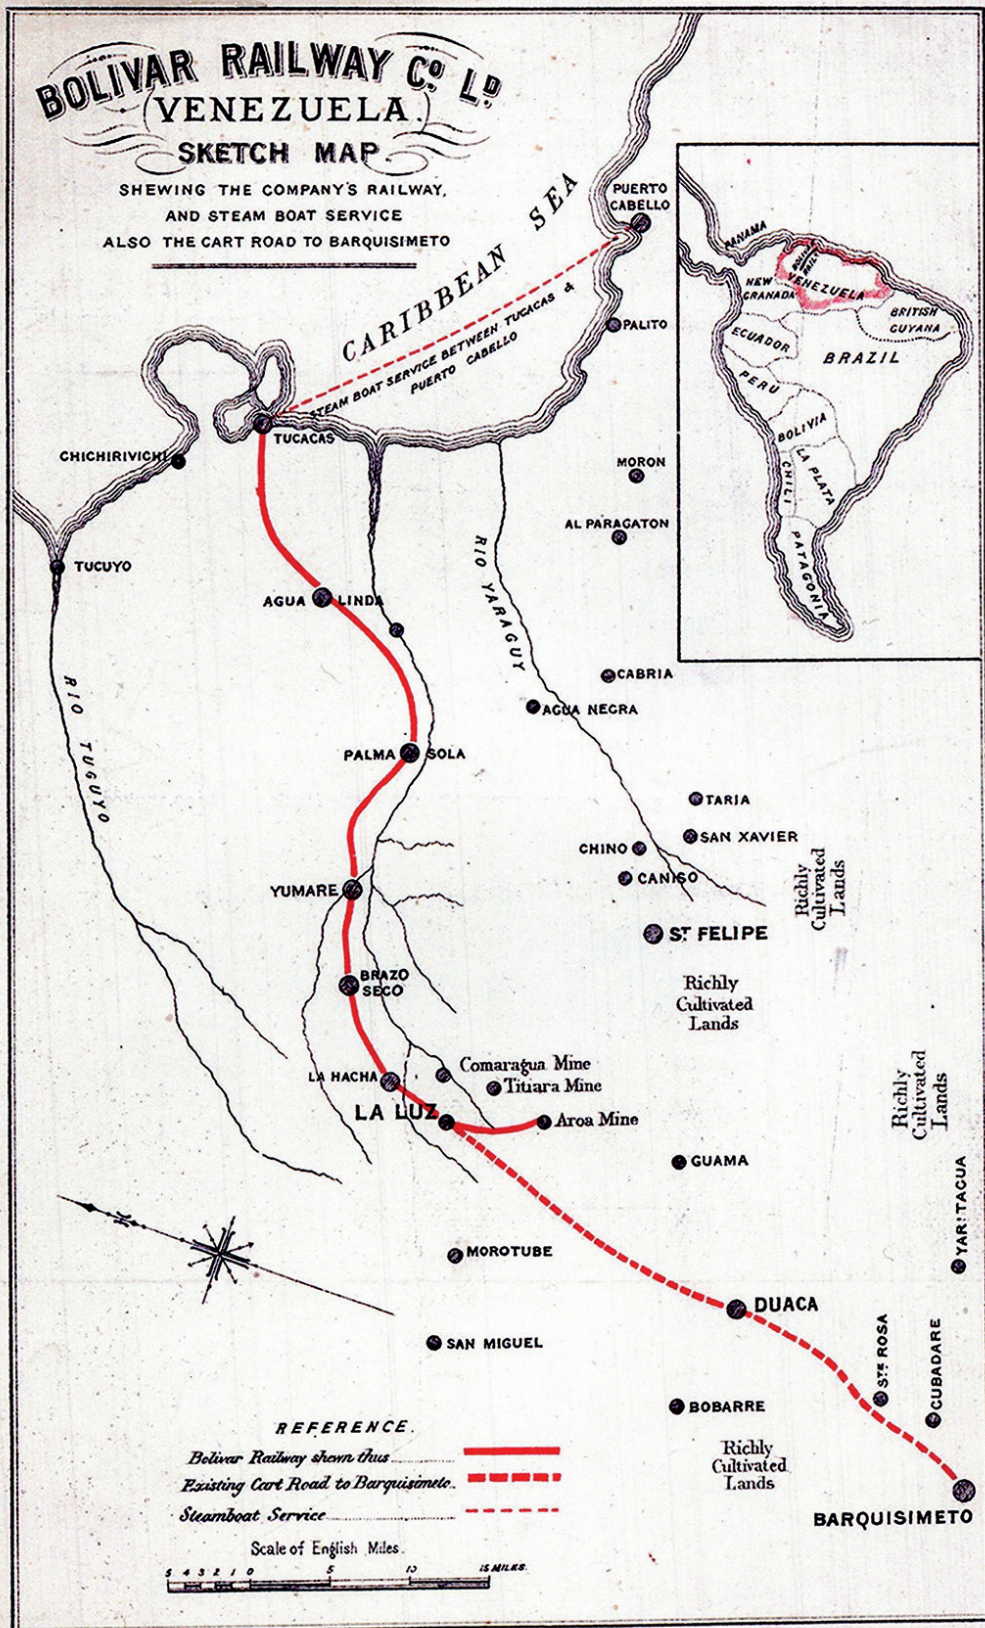 BOLIVAR RAILWAY Cº. Lᴰ.
(VENEZUELA.)
SKETCH MAP.
SHEWING THE COMPANY'S RAILWAY,
AND STEAM BOAT SERVICE
ALSO THE CART ROAD TO BARQUISIMETO
CARIBBEAN SEA
PUERTO
CABELLO
STEAM BOAT SERVICE BETWEEN TUCACAS &
PUERTO CABELLO
PALITO
PANAMA
BOLIVAR
RAILY
VENEZUELA
NEW
GRANADA
BRITISH
GUYANA
ECUADOR
BRAZIL
PERU
BOLIVIA
LA PLATA
CHILI
PATAGONIA
TUCACAS
CHICHIRIVICHI
MORON
AL PARAGATON
TUCUYO
AGUA LINDA
RIO YARAGUY
RIO TUGUYO
CABRIA
AGUA NEGRA
PALMA SOLA
TARIA
SAN XAVIER
CHINO
CANISO
YUMARE
Richly
Cultivated
Lands
Sᵀ FELIPE
BRAZO
SECO
Richly
Cultivated
Lands
LA HACHA
Comaragua Mine
Titiara Mine
LA LUZ
Aroa Mine
Richly
Cultivated
Lands
GUAMA
YARITAGUA
MOROTUBE
DUACA
SAN MIGUEL
Sᵀᴱ ROSA
CUBADARE
BOBARRE
Richly
Cultivated
Lands
BARQUISIMETO
REFERENCE.
Bolivar Railway shewn thus
Existing Cart Road to Barquisimeto
Steamboat Service
Scale of English Miles.
5 4 3 2 1 0 5 10 15 MILES.